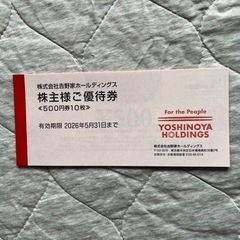 株式会社吉野家ホールディングス
株主様ご優待券
≪500円券10枚≫
有効期限 2026年5月31日まで
For the People
YOSHINOYA
HOLDINGS
株式会社吉野家ホールディングス